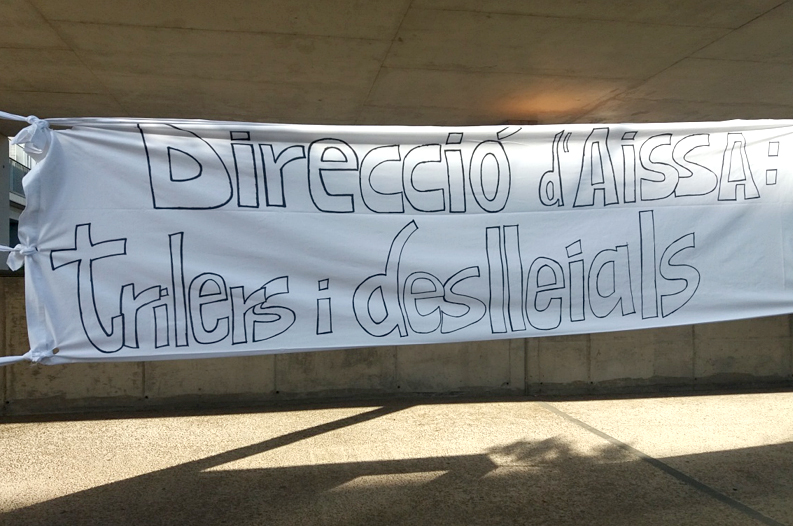 Direcció d'Aissa:
trilers i deslleials